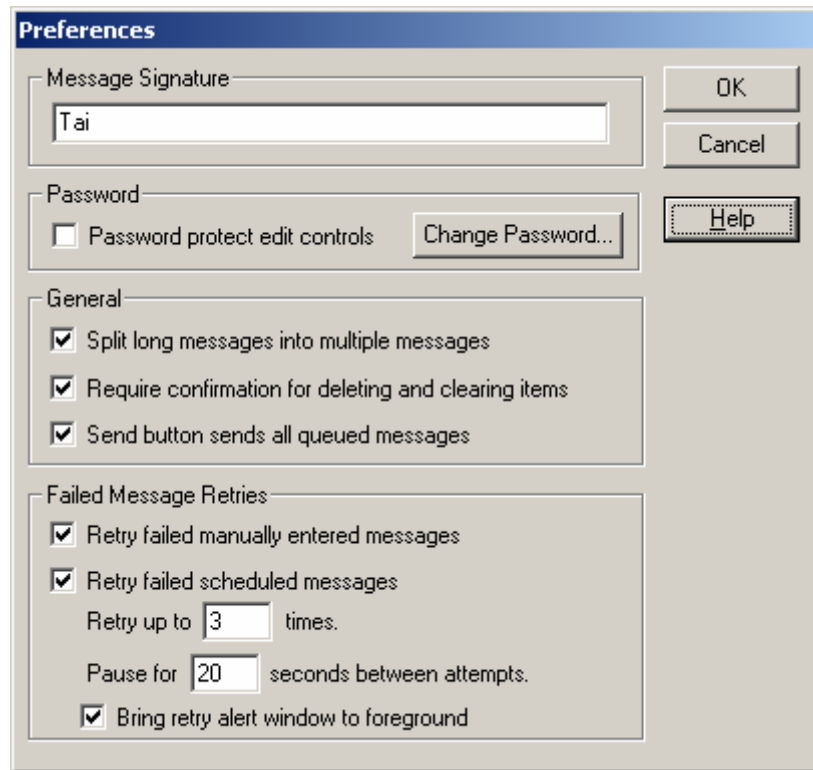 Preferences
Message Signature
OK
Tai
Cancel
Password
Password protect edit controls
Change Password...
Help
General
Split long messages into multiple messages
Require confirmation for deleting and clearing items
Send button sends all queued messages
Failed Message Retries
Retry failed manually entered messages
Retry failed scheduled messages
Retry up to 3 times.
Pause for 20 seconds between attempts.
Bring retry alert window to foreground